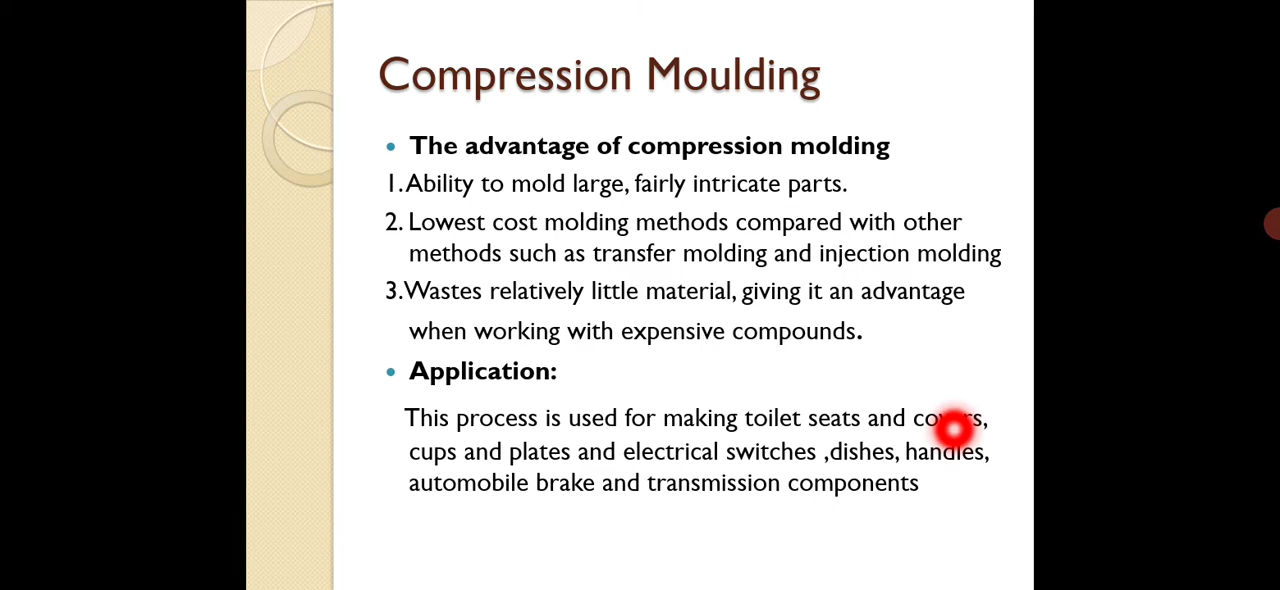 Compression Moulding
• The advantage of compression molding
1. Ability to mold large, fairly intricate parts.
2. Lowest cost molding methods compared with other
methods such as transfer molding and injection molding
3. Wastes relatively little material, giving it an advantage
when working with expensive compounds.
• Application:
This process is used for making toilet seats and covers,
cups and plates and electrical switches ,dishes, handles,
automobile brake and transmission components